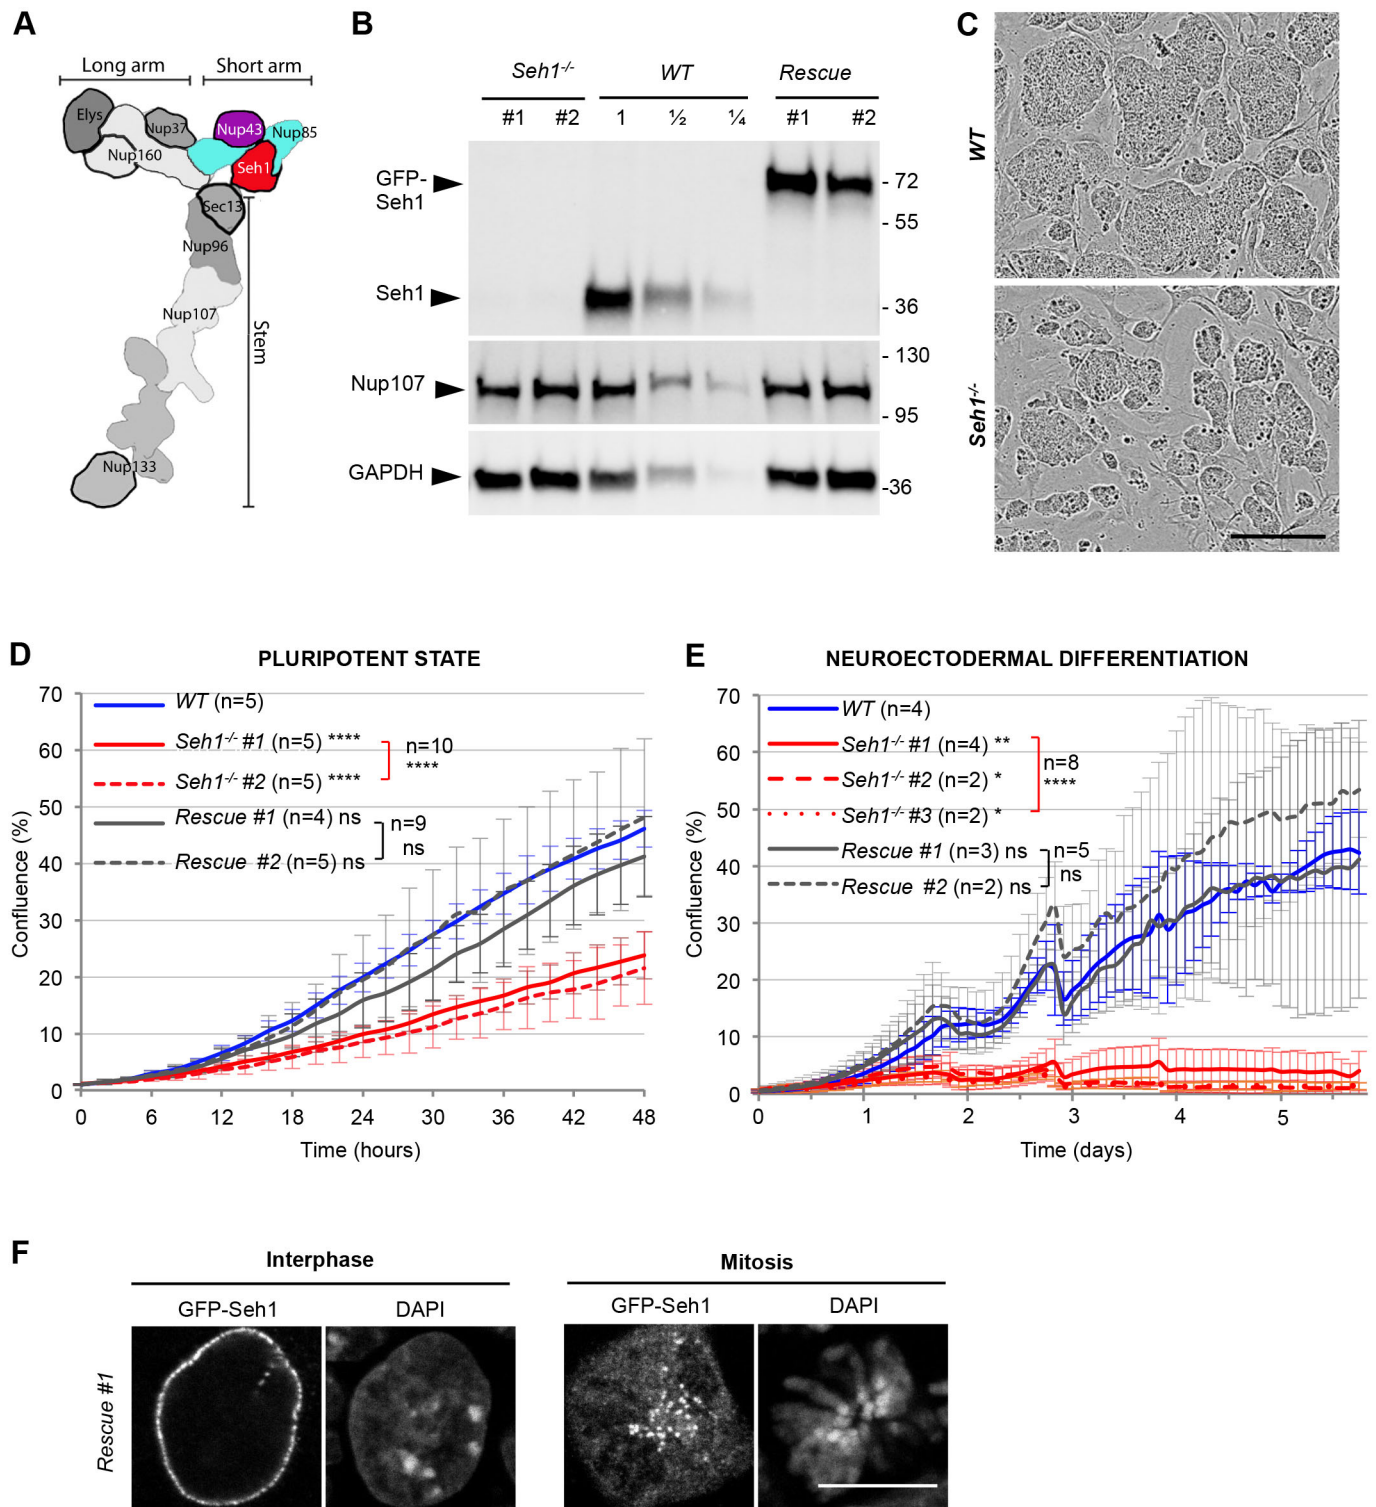 A
Long arm
Short arm
Elys
Nup37
Nup43
Nup85
Nup160
Seh1
Sec13
Nup96
Nup107
Stem
Nup133
B
Seh1-/-
WT
Rescue
#1
#2
1
½
¼
#1
#2
GFP-
Seh1
- 72
- 55
Seh1
- 36
- 130
Nup107
- 95
GAPDH
-36
C
WT
Seh1-/-
D
PLURIPOTENT STATE
Confluence (%)
70
60
50
40
30
20
10
0
WT (n=5)
Seh1-/- #1 (n=5) ****
Seh1-/- #2 (n=5) ****
n=10
****
Rescue #1 (n=4) ns
Rescue #2 (n=5) ns
n=9
ns
0 6 12 18 24 30 36 42 48
Time (hours)
E
NEUROECTODERMAL DIFFERENTIATION
Confluence (%)
70
60
50
40
30
20
10
0
WT (n=4)
Seh1-/- #1 (n=4) **
Seh1-/- #2 (n=2) *
Seh1-/- #3 (n=2) *
n=8
****
Rescue #1 (n=3) ns
Rescue #2 (n=2) ns
n=5
ns
0 1 2 3 4 5
Time (days)
F
Interphase
Mitosis
GFP-Seh1
DAPI
GFP-Seh1
DAPI
Rescue #1